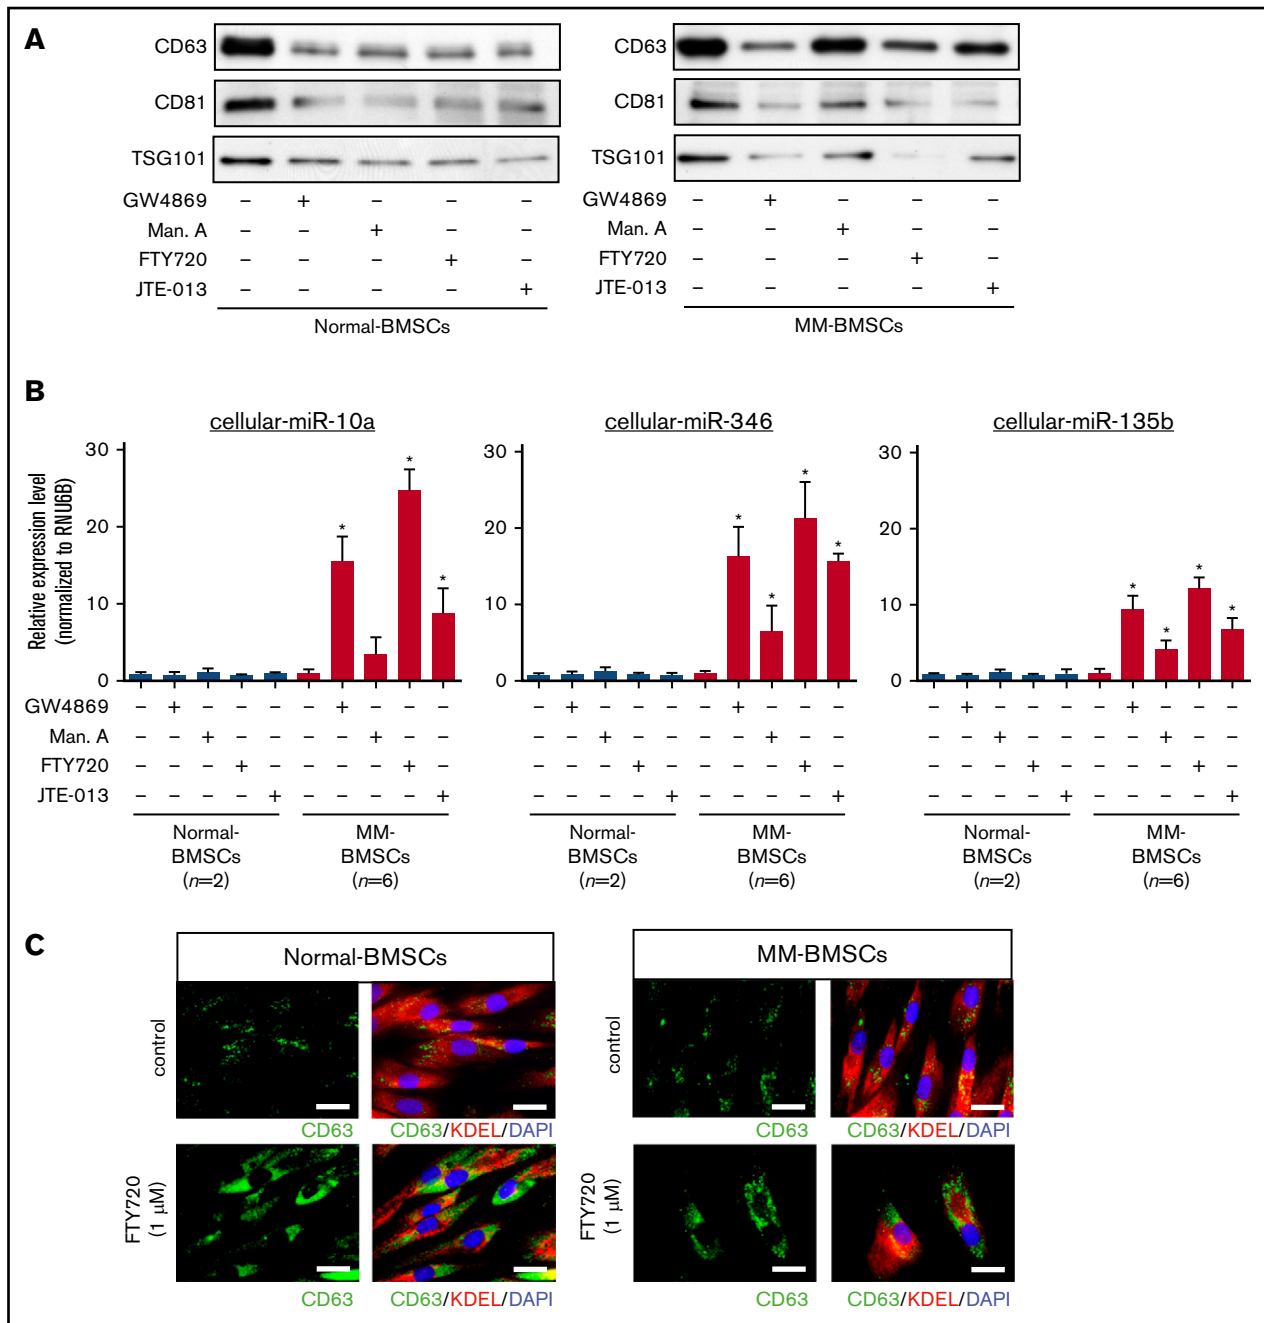 A
CD63
CD81
TSG101
GW4869 − + − − −
Man. A − − + − −
FTY720 − − − + −
JTE-013 − − − − +
Normal-BMSCs
CD63
CD81
TSG101
GW4869 − + − − −
Man. A − − + − −
FTY720 − − − + −
JTE-013 − − − − +
MM-BMSCs
B
Relative expression level
(normalized to RNU6B)
cellular-miR-10a
30
20
10
0
* * *
cellular-miR-346
30
20
10
0
* * * *
cellular-miR-135b
30
20
10
0
* * * *
GW4869 − + − − − − + − − − − + − − − − + − − − − + − − − − + − − −
Man. A − − + − − − − + − − − − + − − − − + − − − − + − − − − + − −
FTY720 − − − + − − − − + − − − − + − − − − + − − − − + − − − − + −
JTE-013 − − − − + − − − − + − − − − + − − − − + − − − − + − − − − +
Normal-
BMSCs
(n=2)
MM-
BMSCs
(n=6)
Normal-
BMSCs
(n=2)
MM-
BMSCs
(n=6)
Normal-
BMSCs
(n=2)
MM-
BMSCs
(n=6)
C
Normal-BMSCs
control
CD63
CD63/KDEL/DAPI
FTY720
(1 μM)
CD63
CD63/KDEL/DAPI
MM-BMSCs
control
CD63
CD63/KDEL/DAPI
FTY720
(1 μM)
CD63
CD63/KDEL/DAPI